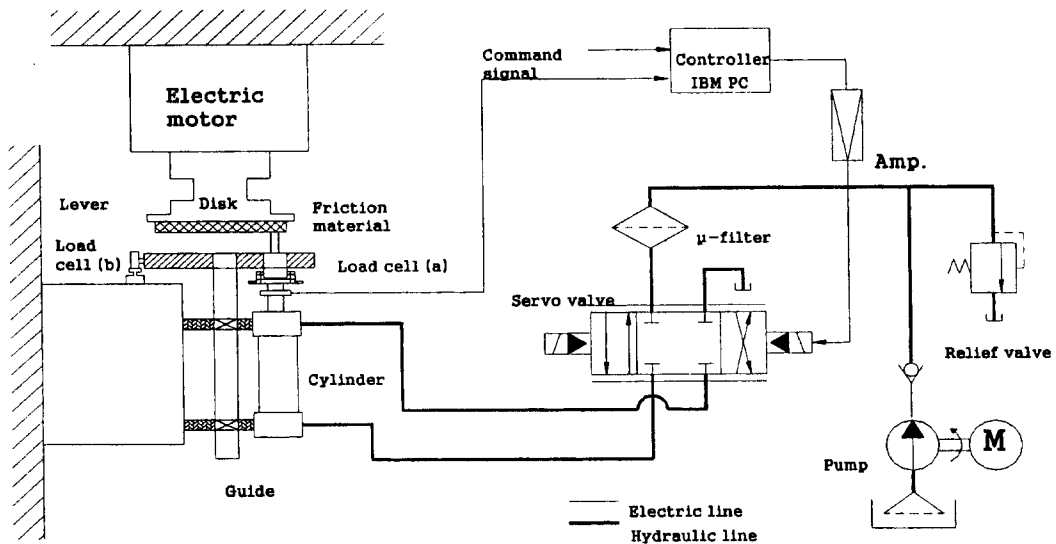 Electric
motor
Command
signal
Controller
IBM PC
Amp.
Lever
Disk
Friction
material
Load
cell (b)
Load cell (a)
μ-filter
Servo valve
Relief valve
Cylinder
Pump
M
Guide
Electric line
Hydraulic line